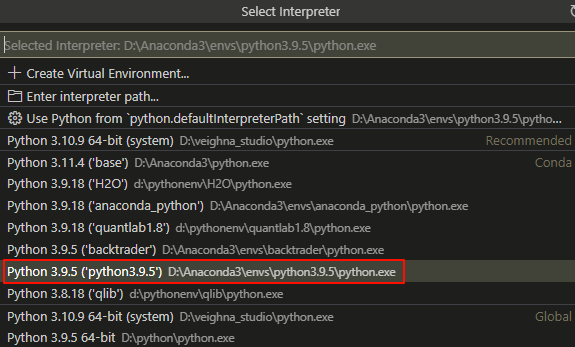 Select Interpreter
Selected Interpreter: D:\Anaconda3\envs\python3.9.5\python.exe
Create Virtual Environment...
Enter interpreter path...
Use Python from `python.defaultInterpreterPath` setting D:\Anaconda3\envs\python3.9.5\pytho...
Python 3.10.9 64-bit (system) D:\veighna_studio\python.exe Recommended
Python 3.11.4 ('base') D:\Anaconda3\python.exe Conda
Python 3.9.18 ('H2O') d:\pythonenv\H2O\python.exe
Python 3.9.18 ('anaconda_python') D:\Anaconda3\envs\anaconda_python\python.exe
Python 3.9.18 ('quantlab1.8') d:\pythonenv\quantlab1.8\python.exe
Python 3.9.5 ('backtrader') D:\Anaconda3\envs\backtrader\python.exe
Python 3.9.5 ('python3.9.5') D:\Anaconda3\envs\python3.9.5\python.exe
Python 3.8.18 ('qlib') d:\pythonenv\qlib\python.exe
Python 3.10.9 64-bit (system) D:\veighna_studio\python.exe Global
Python 3.9.5 64-bit D:\python\python.exe